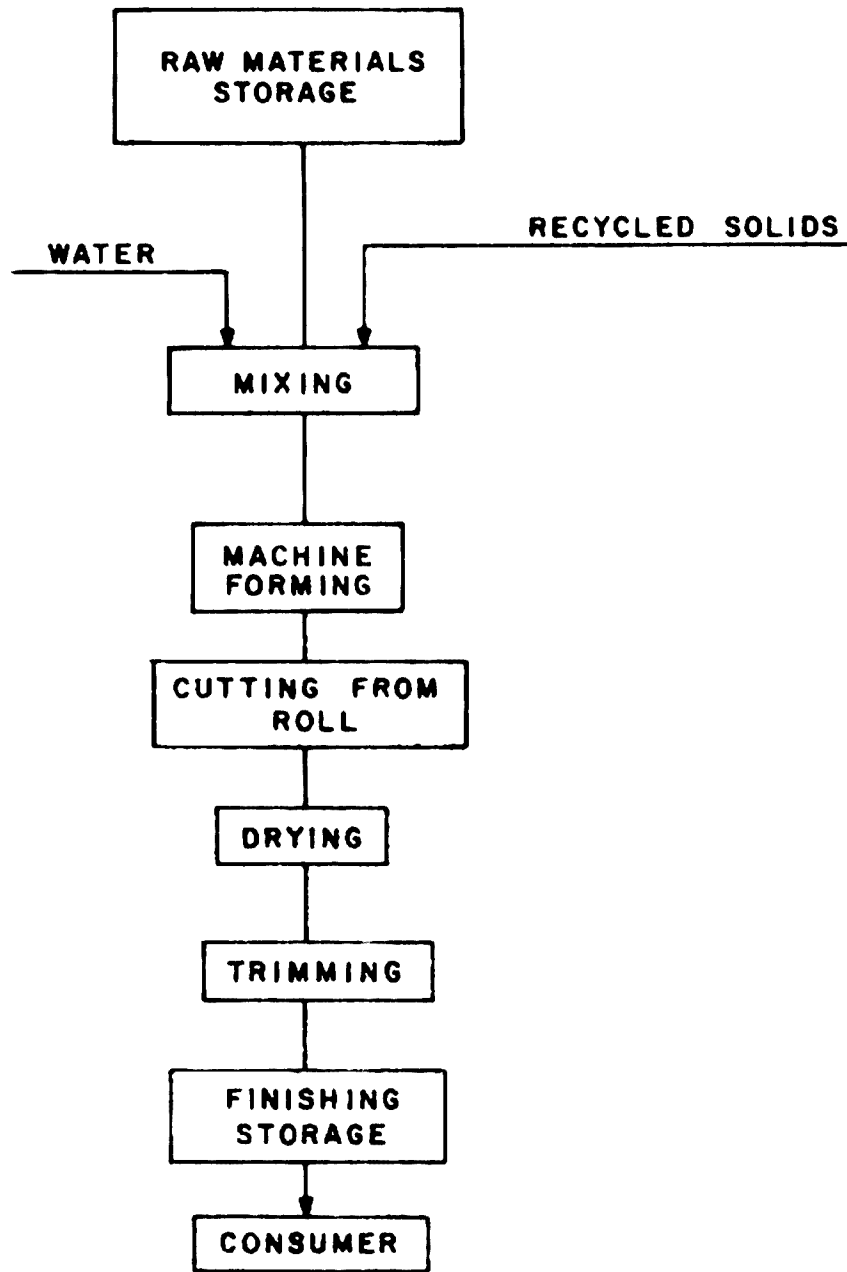 RAW MATERIALS
STORAGE
RECYCLED SOLIDS
WATER
MIXING
MACHINE
FORMING
CUTTING FROM
ROLL
DRYING
TRIMMING
FINISHING
STORAGE
CONSUMER